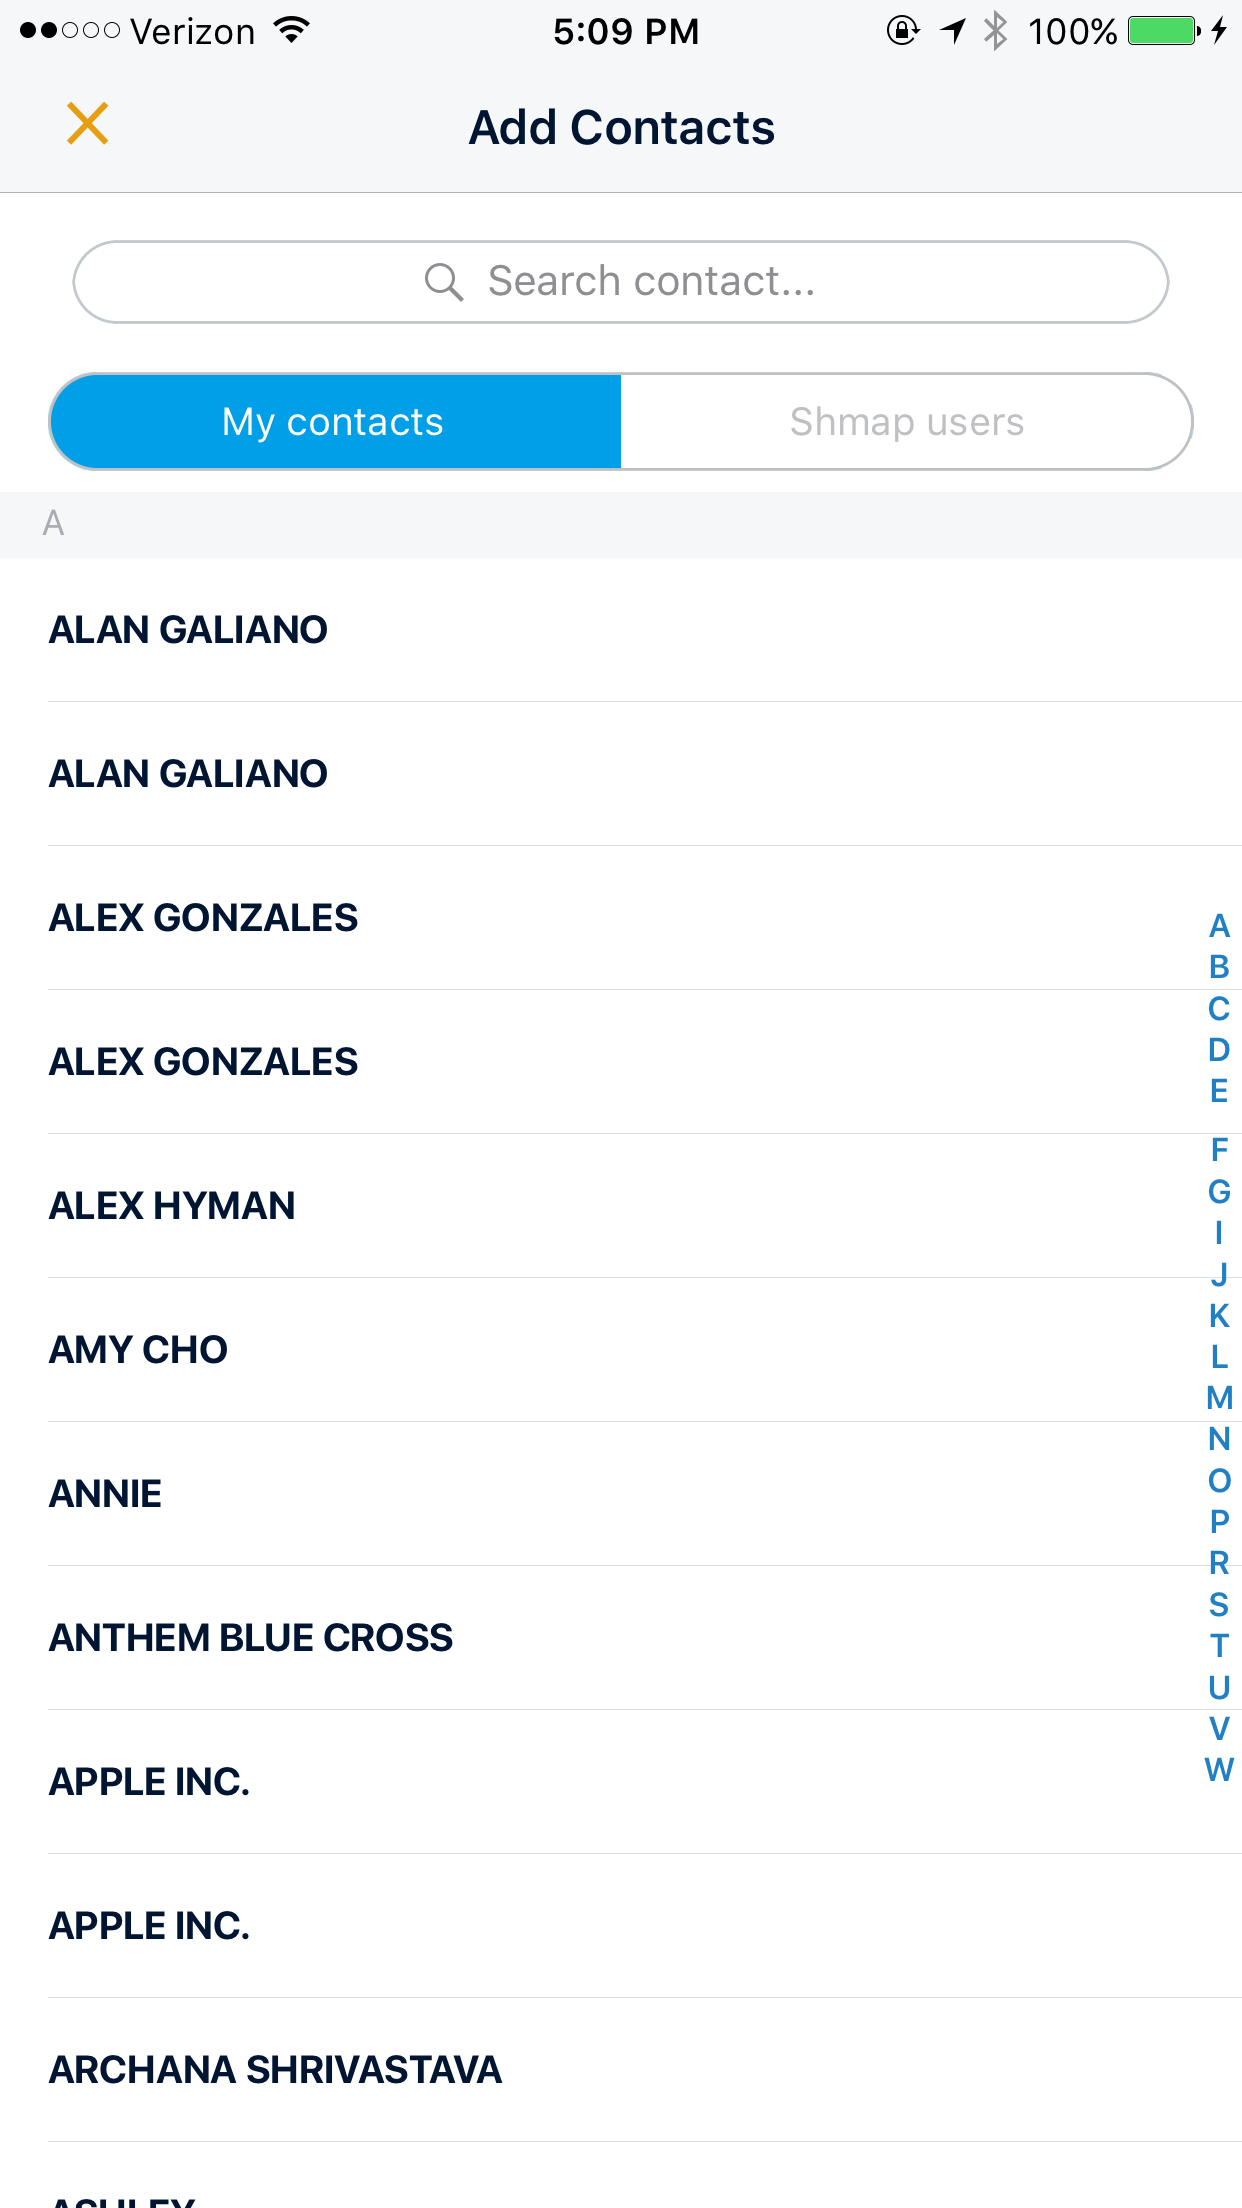 Verizon 5:09 PM 100%
Add Contacts
Search contact...
My contacts Shmap users
A
ALAN GALIANO
ALAN GALIANO
ALEX GONZALES
ALEX GONZALES
ALEX HYMAN
AMY CHO
ANNIE
ANTHEM BLUE CROSS
APPLE INC.
APPLE INC.
ARCHANA SHRIVASTAVA
ASHLEY
A
B
C
D
E
F
G
I
J
K
L
M
N
O
P
R
S
T
U
V
W